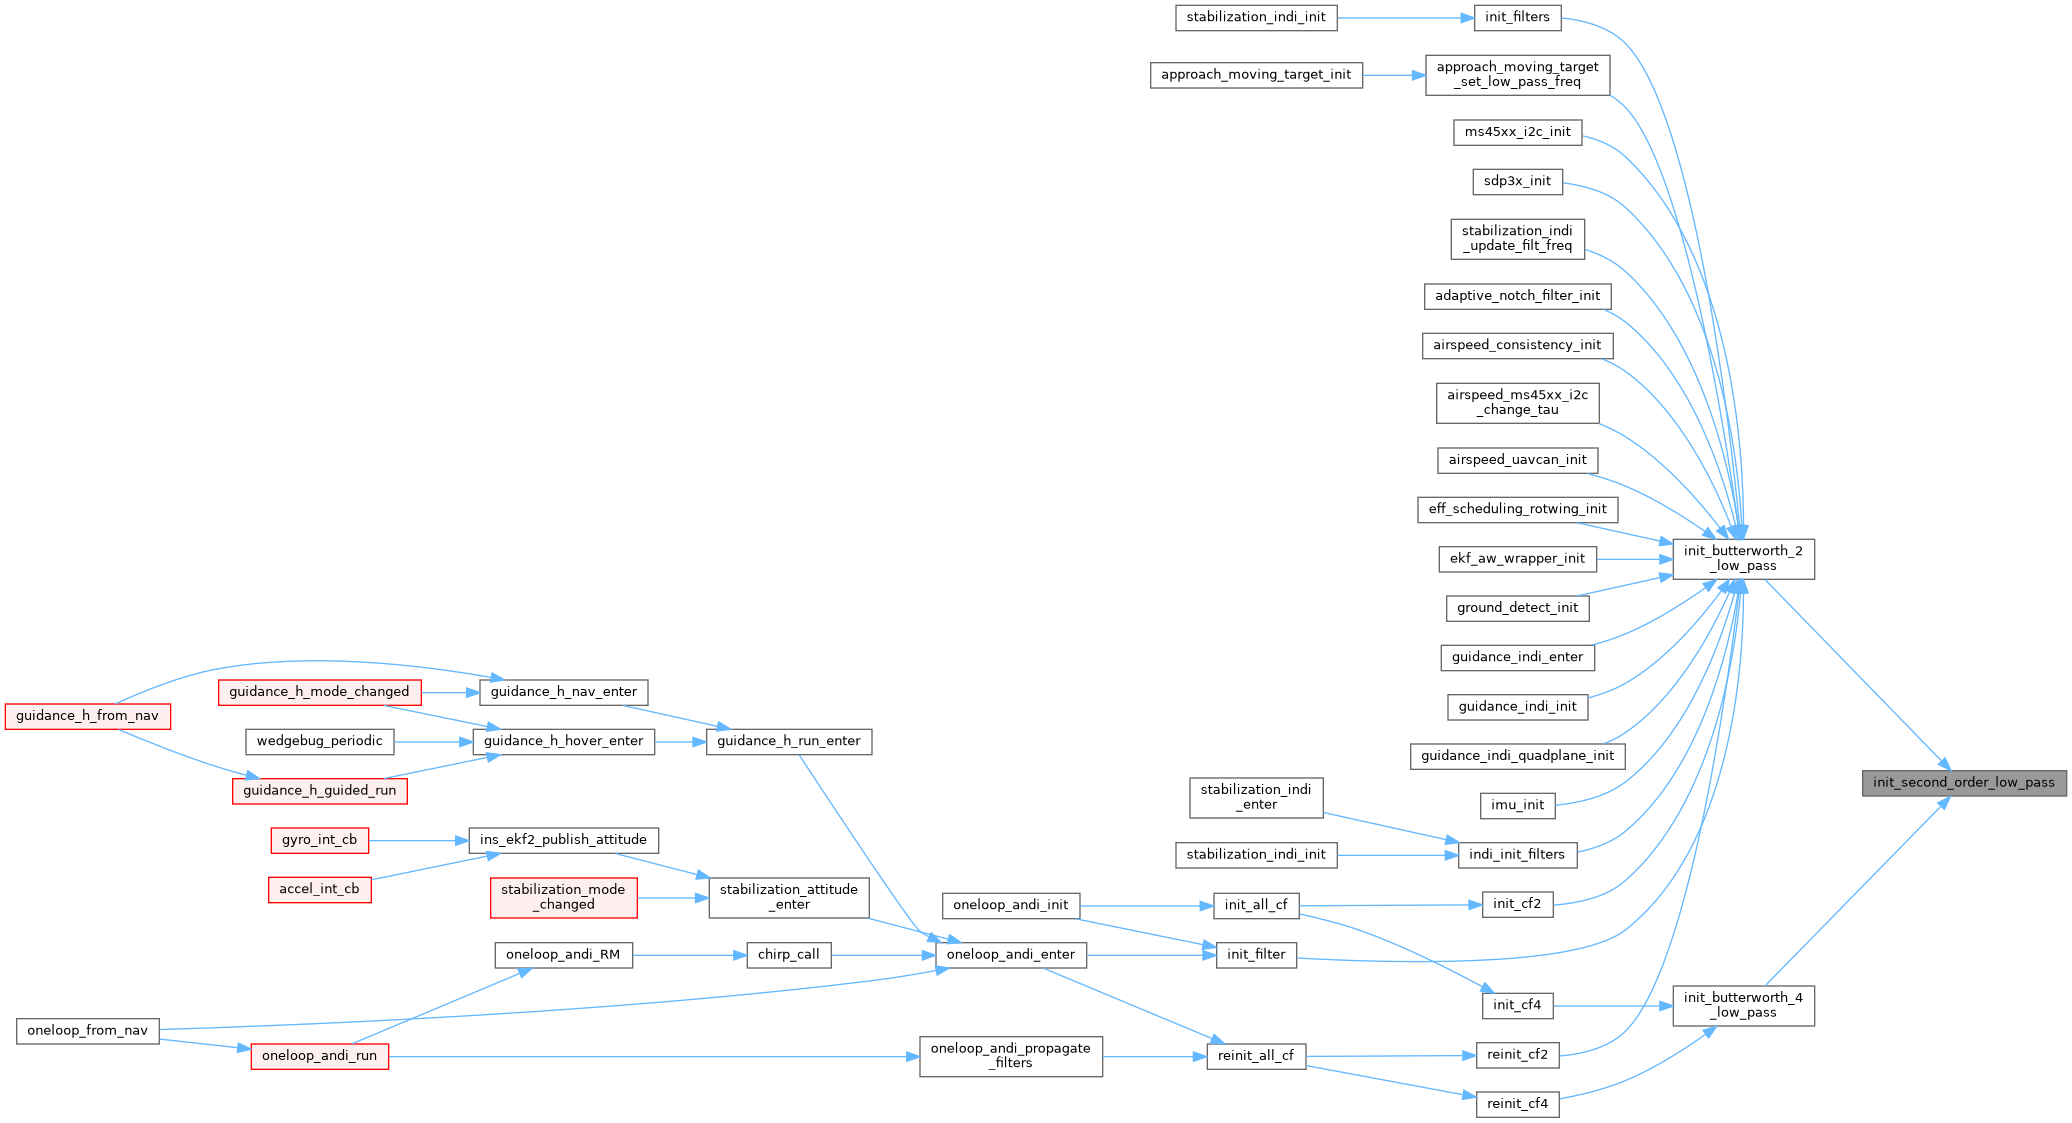 stabilization_indi_init
init_filters
approach_moving_target_init
approach_moving_target
_set_low_pass_freq
ms45xx_i2c_init
sdp3x_init
stabilization_indi
_update_filt_freq
adaptive_notch_filter_init
airspeed_consistency_init
airspeed_ms45xx_i2c
_change_tau
airspeed_uavcan_init
eff_scheduling_rotwing_init
init_butterworth_2
_low_pass
ekf_aw_wrapper_init
ground_detect_init
guidance_indi_enter
guidance_h_mode_changed
guidance_h_nav_enter
guidance_indi_init
guidance_h_from_nav
wedgebug_periodic
guidance_h_hover_enter
guidance_h_run_enter
guidance_indi_quadplane_init
guidance_h_guided_run
init_second_order_low_pass
stabilization_indi
_enter
imu_init
gyro_int_cb
ins_ekf2_publish_attitude
stabilization_indi_init
indi_init_filters
accel_int_cb
stabilization_mode
_changed
stabilization_attitude
_enter
oneloop_andi_init
init_all_cf
init_cf2
oneloop_andi_RM
chirp_call
oneloop_andi_enter
init_filter
init_cf4
init_butterworth_4
_low_pass
oneloop_from_nav
oneloop_andi_run
oneloop_andi_propagate
_filters
reinit_all_cf
reinit_cf2
reinit_cf4